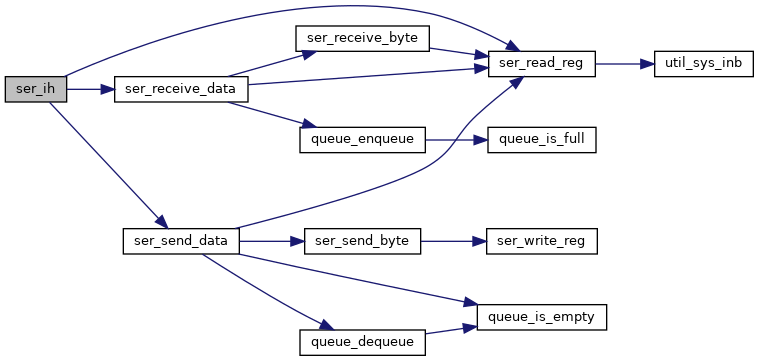 ser_ih
ser_receive_data
ser_receive_byte
ser_read_reg
util_sys_inb
queue_enqueue
queue_is_full
ser_send_data
ser_send_byte
ser_write_reg
queue_is_empty
queue_dequeue